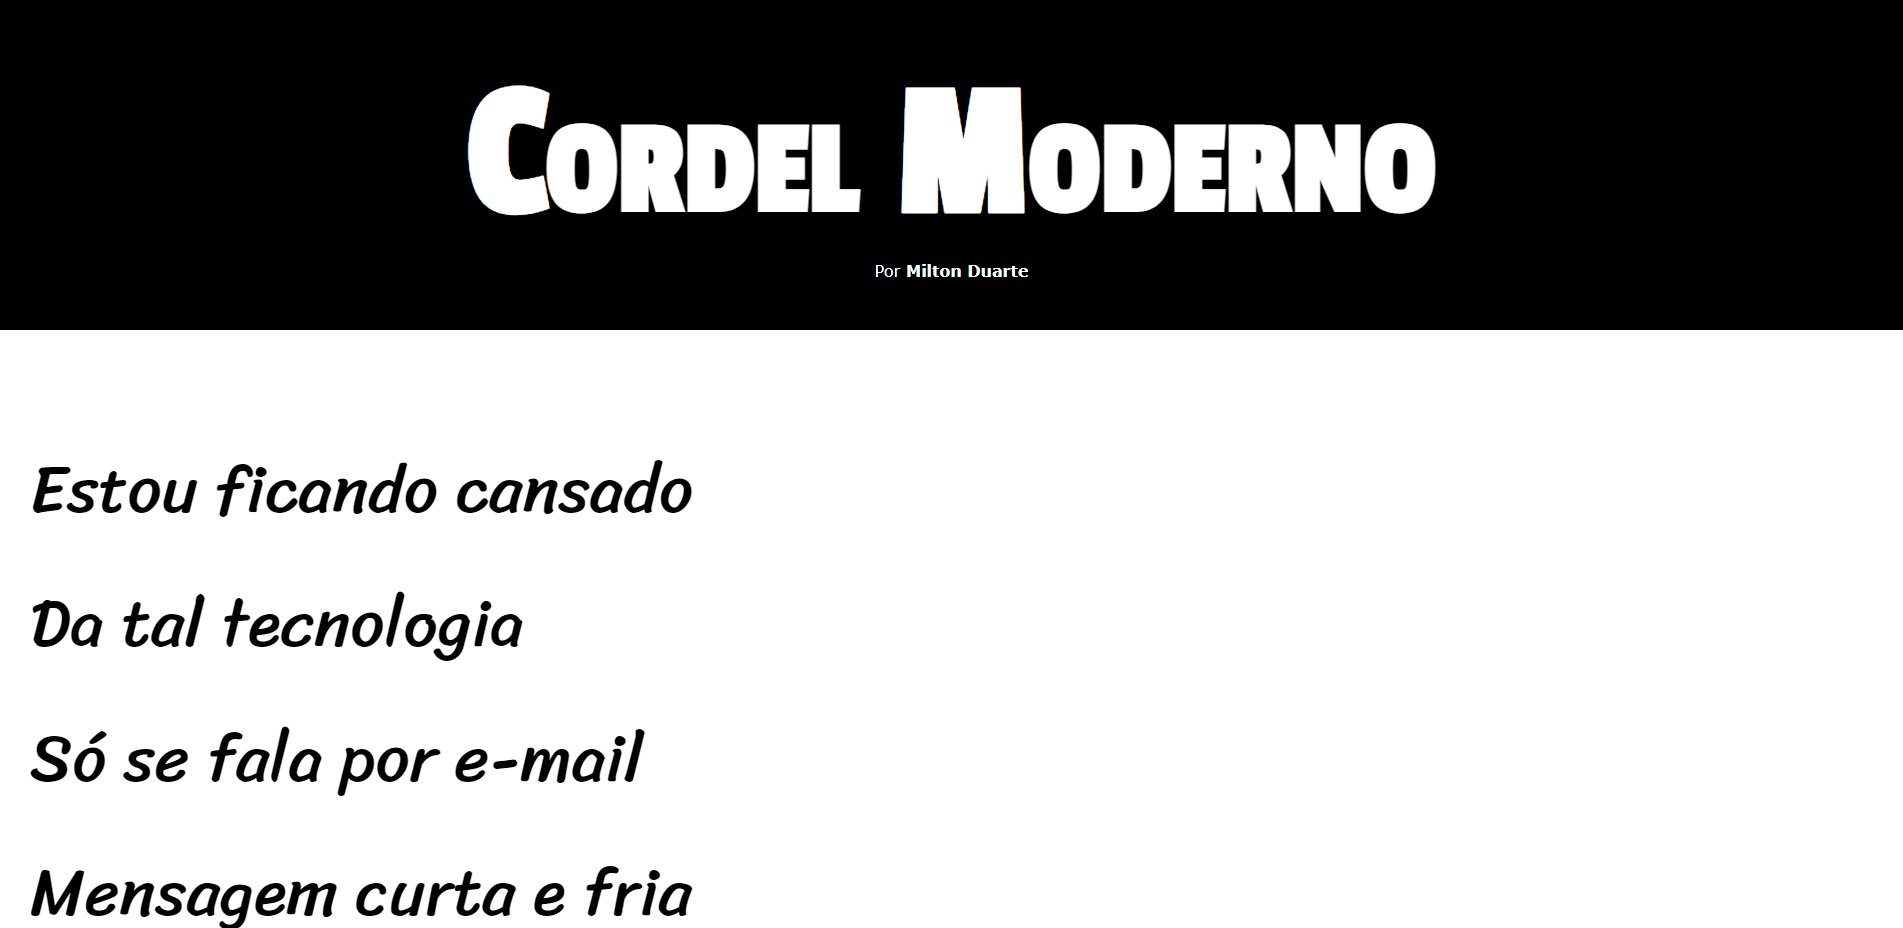 Cordel Moderno
Por Milton Duarte
Estou ficando cansado
Da tal tecnologia
Só se fala por e-mail
Mensagem curta e fria